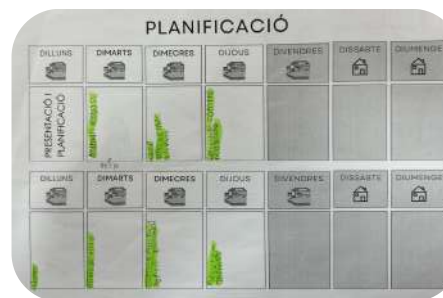 PLANIFICACIÓ
DILLUNS DIMARTS DIMECRES DIJOUS DIVENDRES DISSABTE DIUMENGE
PRESENTACIÓ I
PLANIFICACIÓ
DILLUNS DIMARTS DIMECRES DIJOUS DIVENDRES DISSABTE DIUMENGE